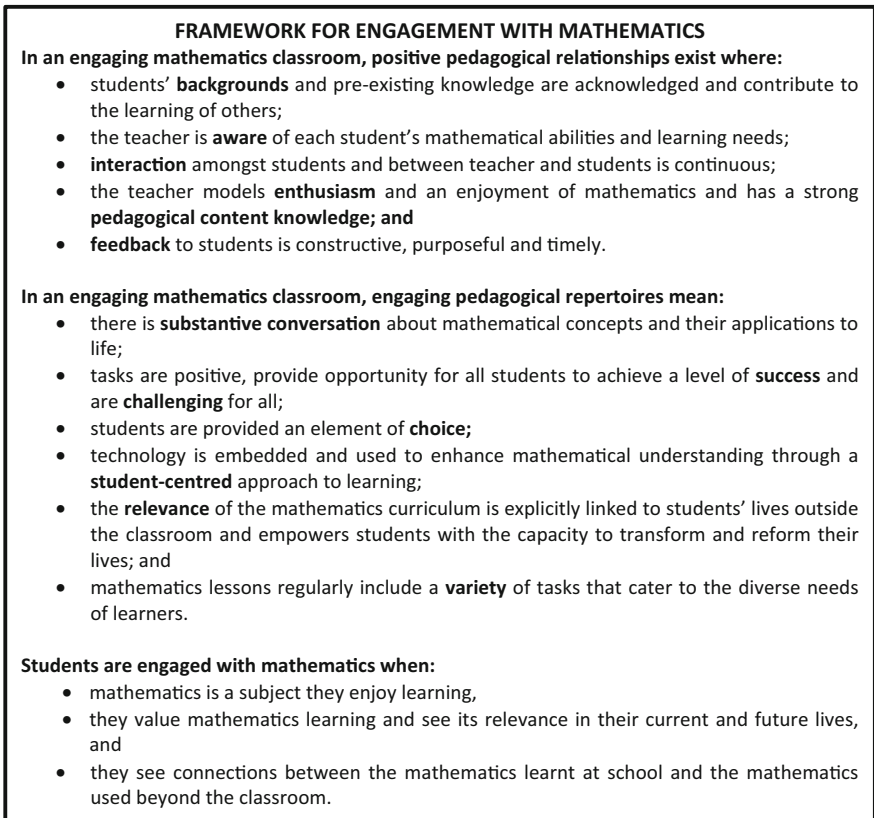 FRAMEWORK FOR ENGAGEMENT WITH MATHEMATICS
In an engaging mathematics classroom, positive pedagogical relationships exist where:
• students’ backgrounds and pre-existing knowledge are acknowledged and contribute to
the learning of others;
• the teacher is aware of each student’s mathematical abilities and learning needs;
• interaction amongst students and between teacher and students is continuous;
• the teacher models enthusiasm and an enjoyment of mathematics and has a strong
pedagogical content knowledge; and
• feedback to students is constructive, purposeful and timely.
In an engaging mathematics classroom, engaging pedagogical repertoires mean:
• there is substantive conversation about mathematical concepts and their applications to
life;
• tasks are positive, provide opportunity for all students to achieve a level of success and
are challenging for all;
• students are provided an element of choice;
• technology is embedded and used to enhance mathematical understanding through a
student-centred approach to learning;
• the relevance of the mathematics curriculum is explicitly linked to students’ lives outside
the classroom and empowers students with the capacity to transform and reform their
lives; and
• mathematics lessons regularly include a variety of tasks that cater to the diverse needs
of learners.
Students are engaged with mathematics when:
• mathematics is a subject they enjoy learning,
• they value mathematics learning and see its relevance in their current and future lives,
and
• they see connections between the mathematics learnt at school and the mathematics
used beyond the classroom.